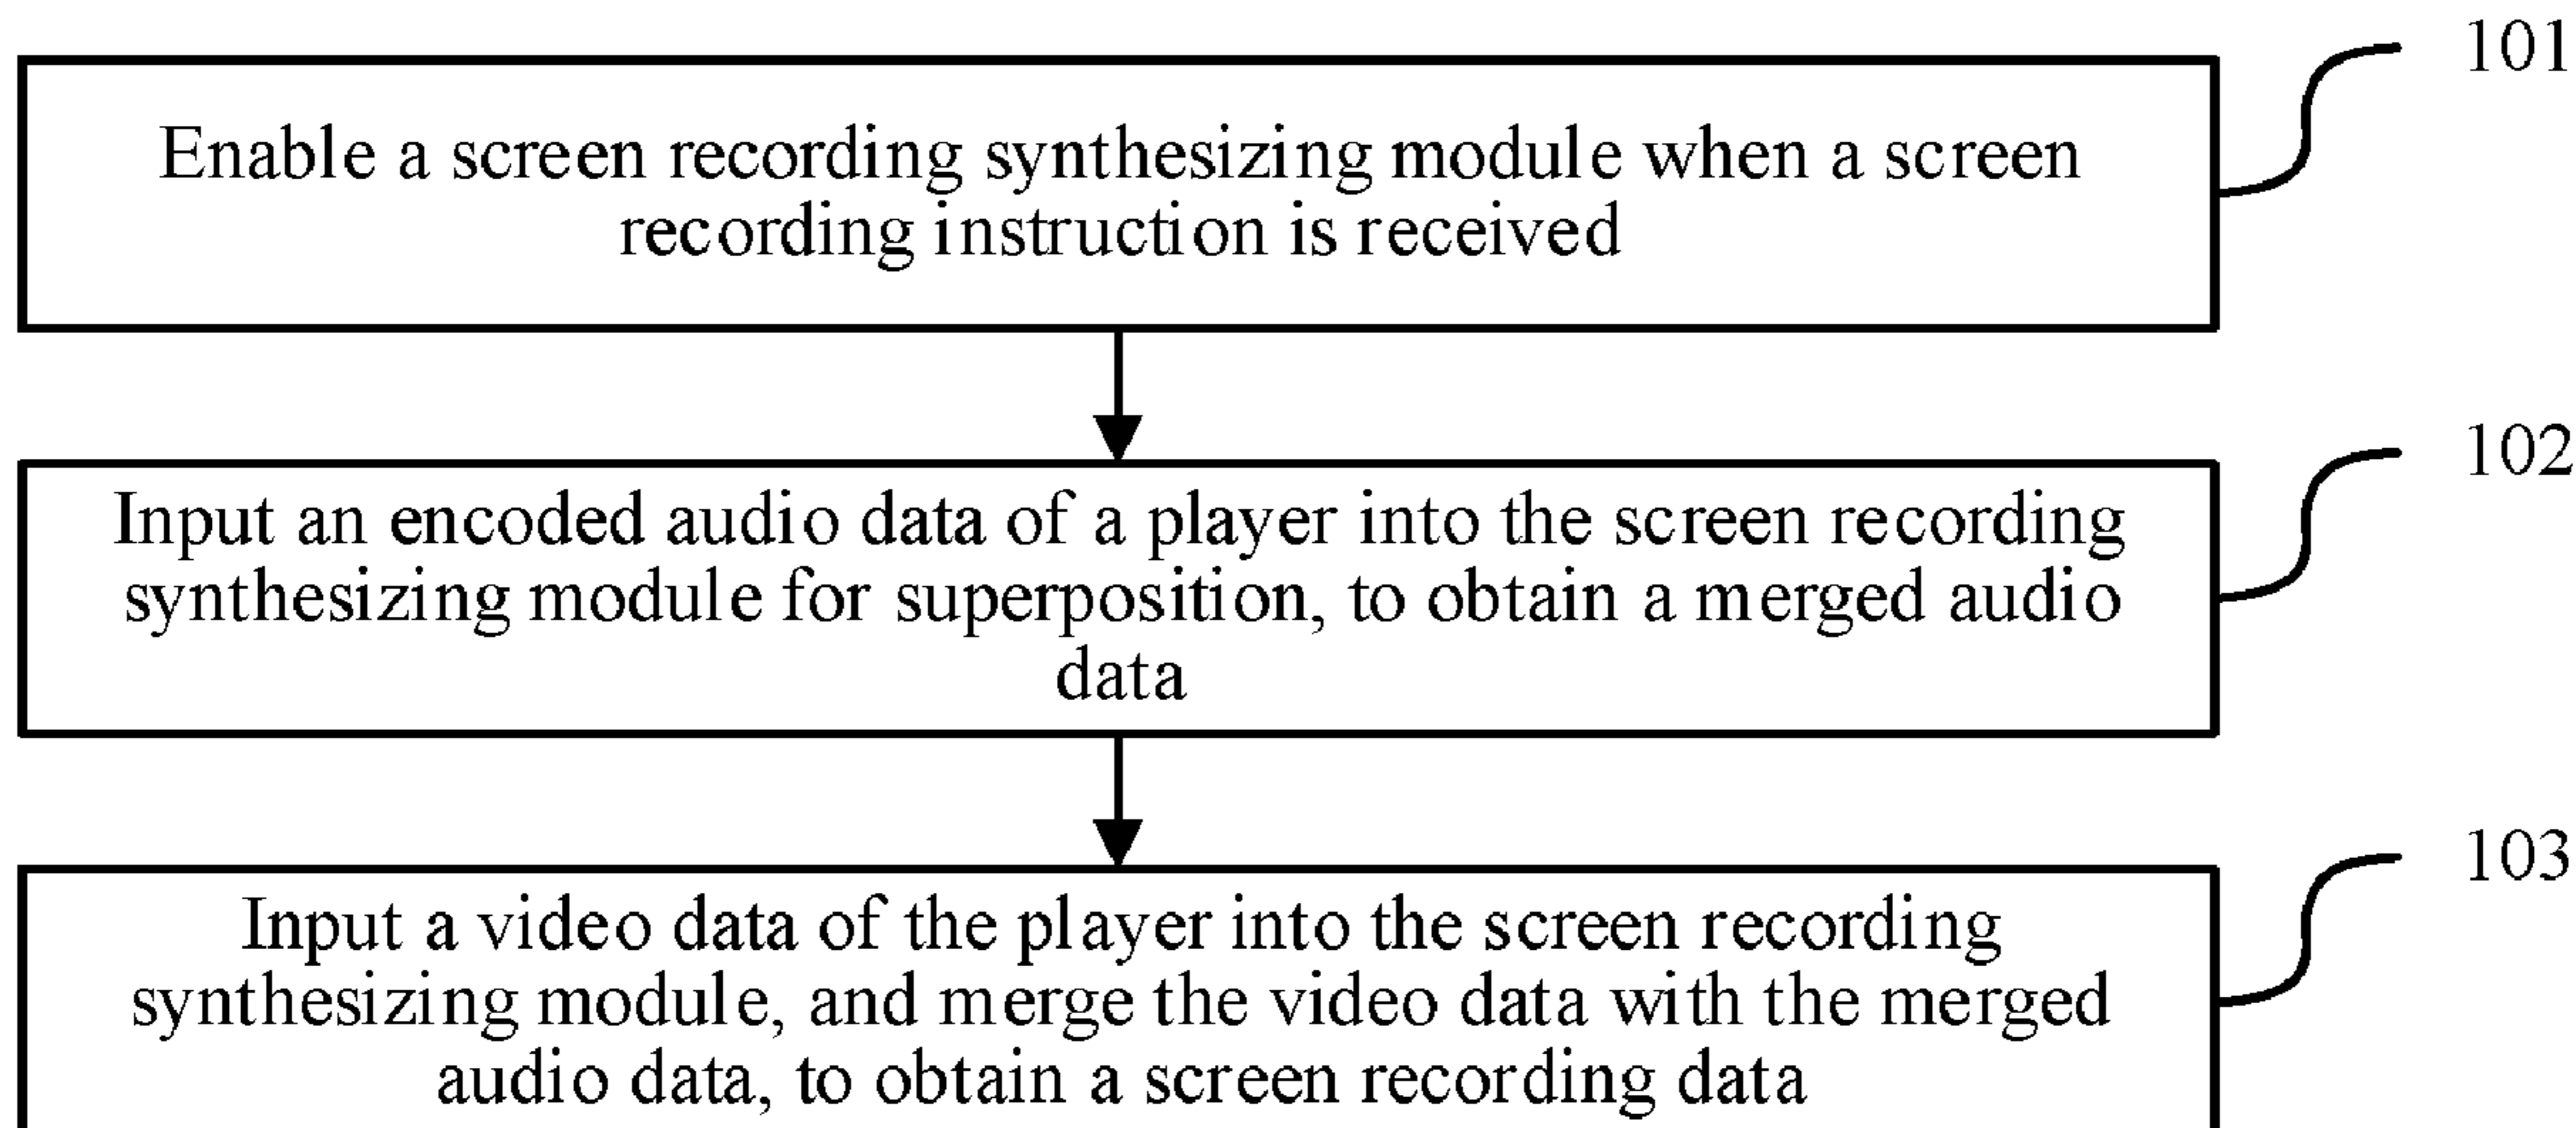 101
Enable a screen recording synthesizing module when a screen
recording instruction is received
102
Input an encoded audio data of a player into the screen recording
synthesizing module for superposition, to obtain a merged audio
data
103
Input a video data of the player into the screen recording
synthesizing module, and merge the video data with the merged
audio data, to obtain a screen recording data